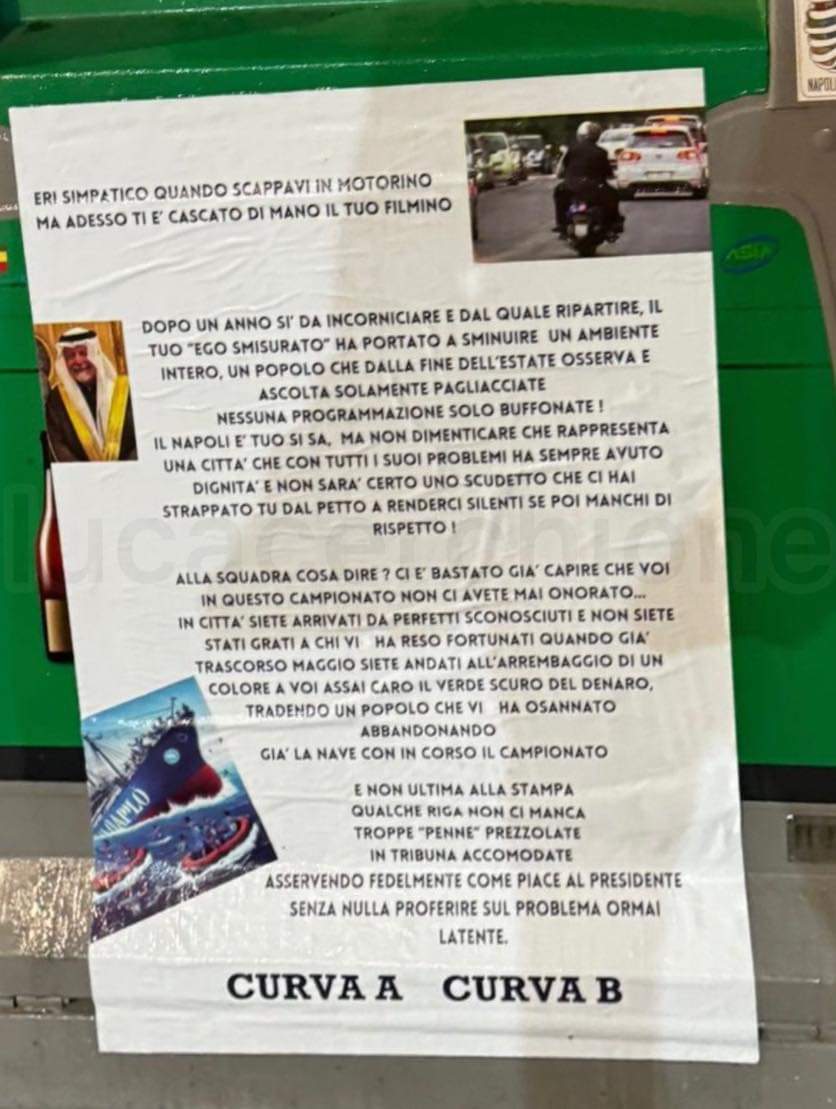 NAPOLI
ERI SIMPATICO QUANDO SCAPPAVI IN MOTORINO
MA ADESSO TI E' CASCATO DI MANO IL TUO FILMINO
ASIA
DOPO UN ANNO SI' DA INCORNICIARE E DAL QUALE RIPARTIRE, IL
TUO "EGO SMISURATO" HA PORTATO A SMINUIRE UN AMBIENTE
INTERO, UN POPOLO CHE DALLA FINE DELL'ESTATE OSSERVA E
ASCOLTA SOLAMENTE PAGLIACCIATE
NESSUNA PROGRAMMAZIONE SOLO BUFFONATE !
IL NAPOLI E' TUO SI SA, MA NON DIMENTICARE CHE RAPPRESENTA
UNA CITTA' CHE CON TUTTI I SUOI PROBLEMI HA SEMPRE AVUTO
DIGNITA' E NON SARA' CERTO UNO SCUDETTO CHE CI HAI
STRAPPATO TU DAL PETTO A RENDERCI SILENTI SE POI MANCHI DI
RISPETTO !
lucacerchione
ALLA SQUADRA COSA DIRE ? CI E' BASTATO GIA' CAPIRE CHE VOI
IN QUESTO CAMPIONATO NON CI AVETE MAI ONORATO...
IN CITTA' SIETE ARRIVATI DA PERFETTI SCONOSCIUTI E NON SIETE
STATI GRATI A CHI VI HA RESO FORTUNATI QUANDO GIA'
TRASCORSO MAGGIO SIETE ANDATI ALL'ARREMBAGGIO DI UN
COLORE A VOI ASSAI CARO IL VERDE SCURO DEL DENARO,
TRADENDO UN POPOLO CHE VI HA OSANNATO
ABBANDONANDO
GIA' LA NAVE CON IN CORSO IL CAMPIONATO
E NON ULTIMA ALLA STAMPA
QUALCHE RIGA NON CI MANCA
TROPPE "PENNE" PREZZOLATE
IN TRIBUNA ACCOMODATE
ASSERVENDO FEDELMENTE COME PIACE AL PRESIDENTE
SENZA NULLA PROFERIRE SUL PROBLEMA ORMAI
LATENTE.
CURVA A CURVA B